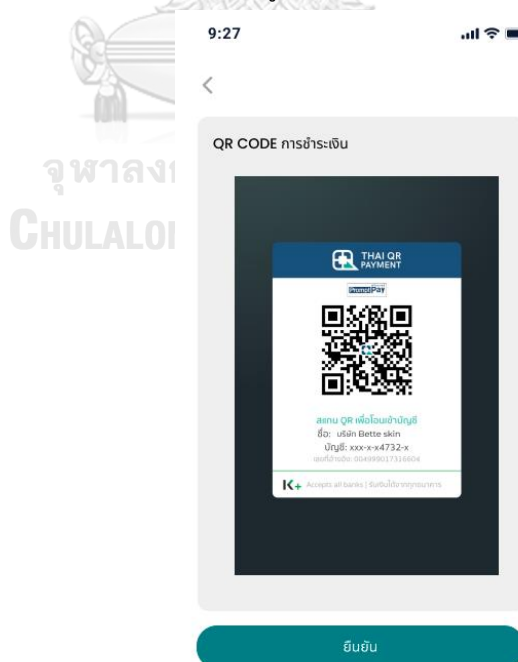 9:27
QR CODE การชำระเงิน
จุฬาลง
CHULALO
THAI QR
PAYMENT
PromptPay
สแกน QR เพื่อโอนเข้าบัญชี
ชื่อ: บริษัท Bette skin
บัญชี: xxx-x-x4732-x
เลขที่อ้างอิง: 004999017316604
K+ Accepts all banks | รับเงินได้จากทุกธนาคาร
ยืนยัน